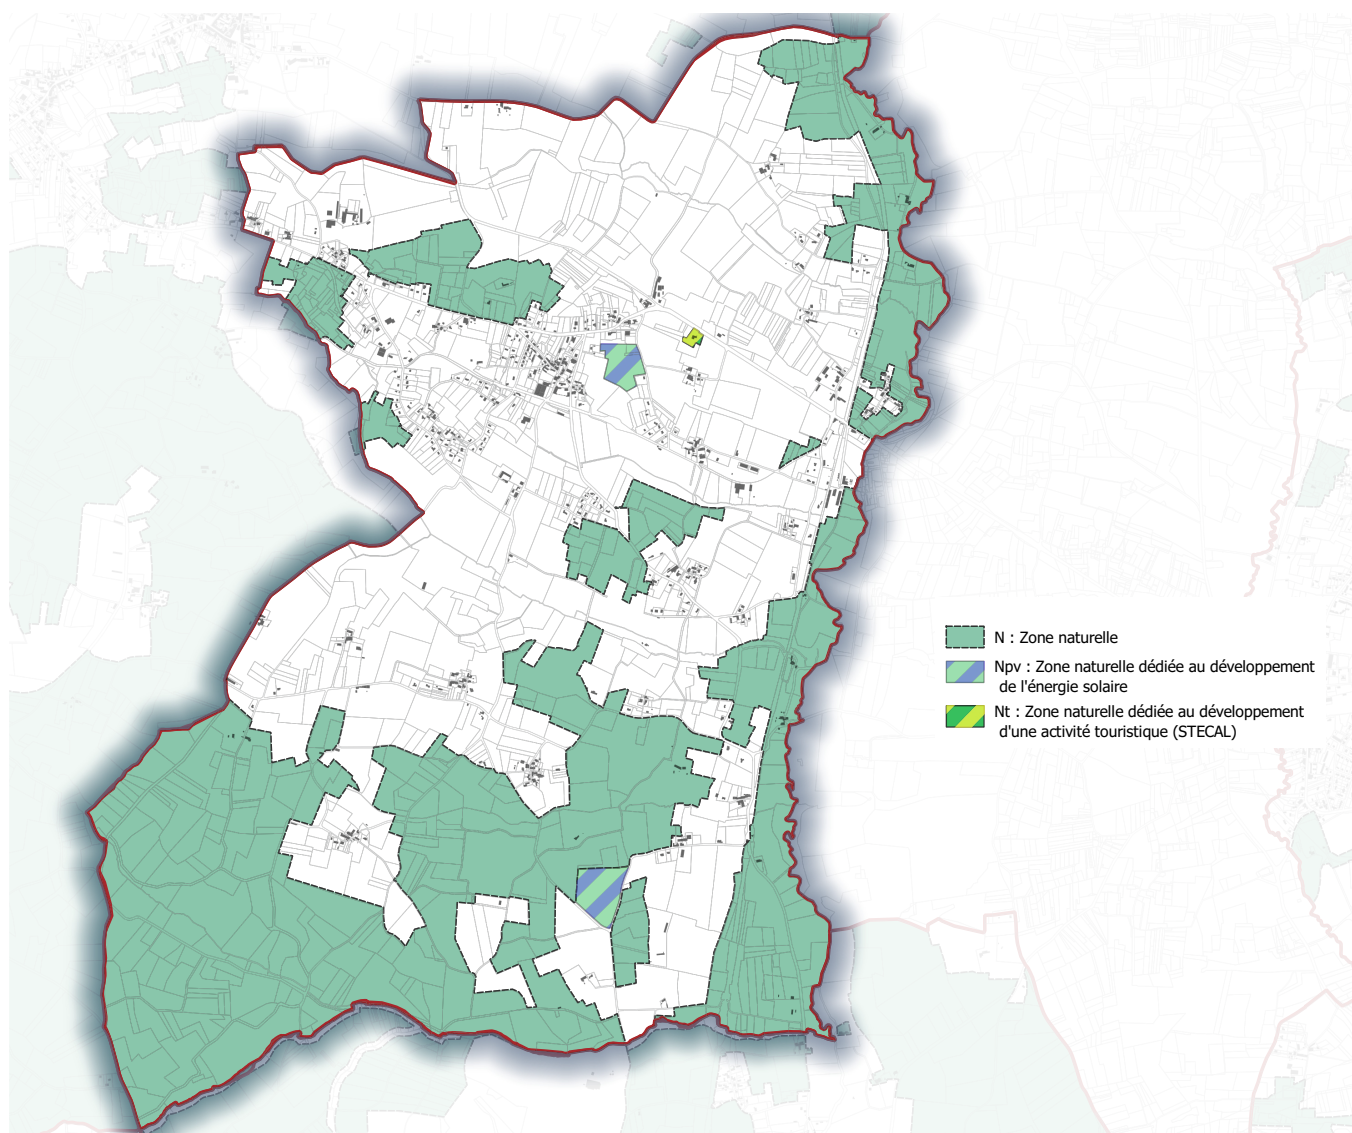 N : Zone naturelle
Npv : Zone naturelle dédiée au développement
de l'énergie solaire
Nt : Zone naturelle dédiée au développement
d'une activité touristique (STECAL)